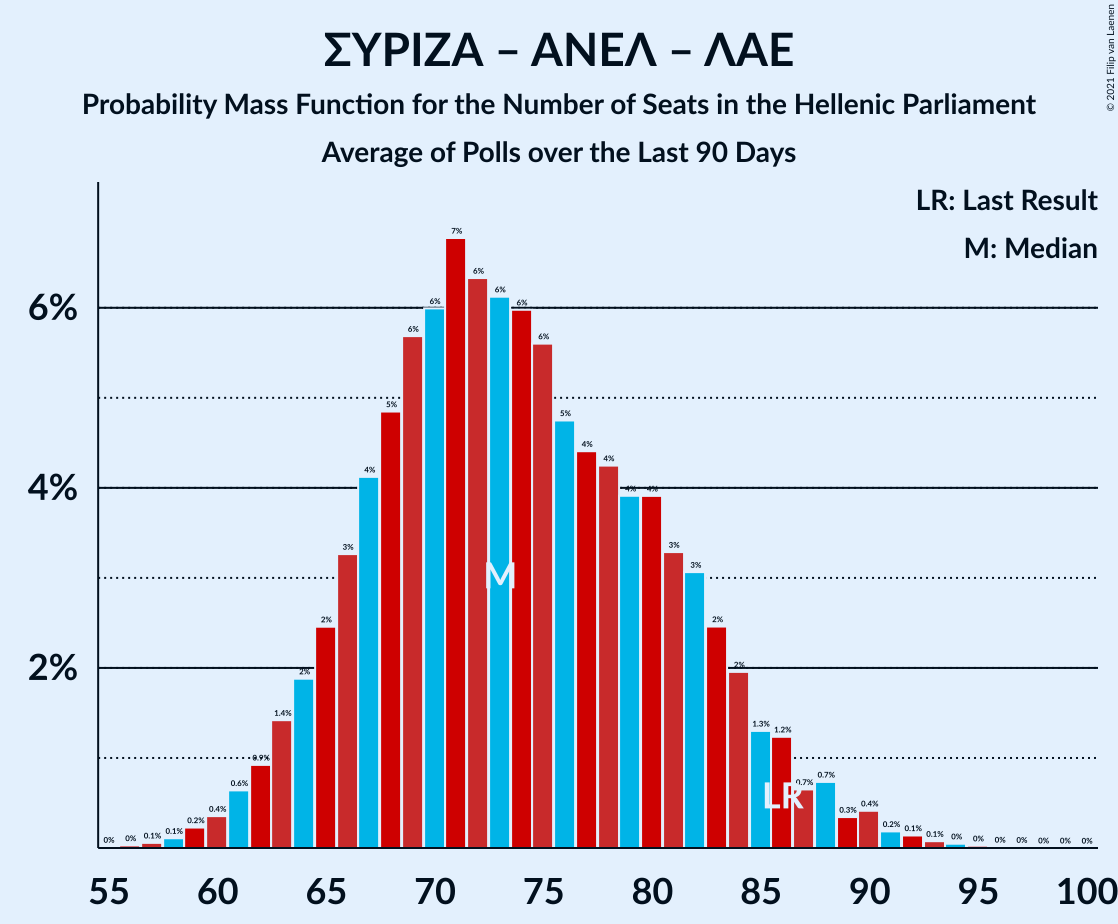 ΣΥΡΙΖΑ – ΑΝΕΛ – ΛΑΕ
Probability Mass Function for the Number of Seats in the Hellenic Parliament
Average of Polls over the Last 90 Days
© 2021 Filip van Laenen
LR: Last Result
M: Median
6%
4%
2%
0% 0% 0.1% 0.1% 0.2% 0.4% 0.6% 0.9% 1.4% 2% 2% 3% 4% 5% 6% 6% 7% 6% 6% 6% 6% 5% 4% 4% 4% 4% 3% 3% 2% 2% 1.3% 1.2% 0.7% 0.7% 0.3% 0.4% 0.2% 0.1% 0.1% 0% 0% 0% 0% 0% 0% 0%
M
LR
55 60 65 70 75 80 85 90 95 100